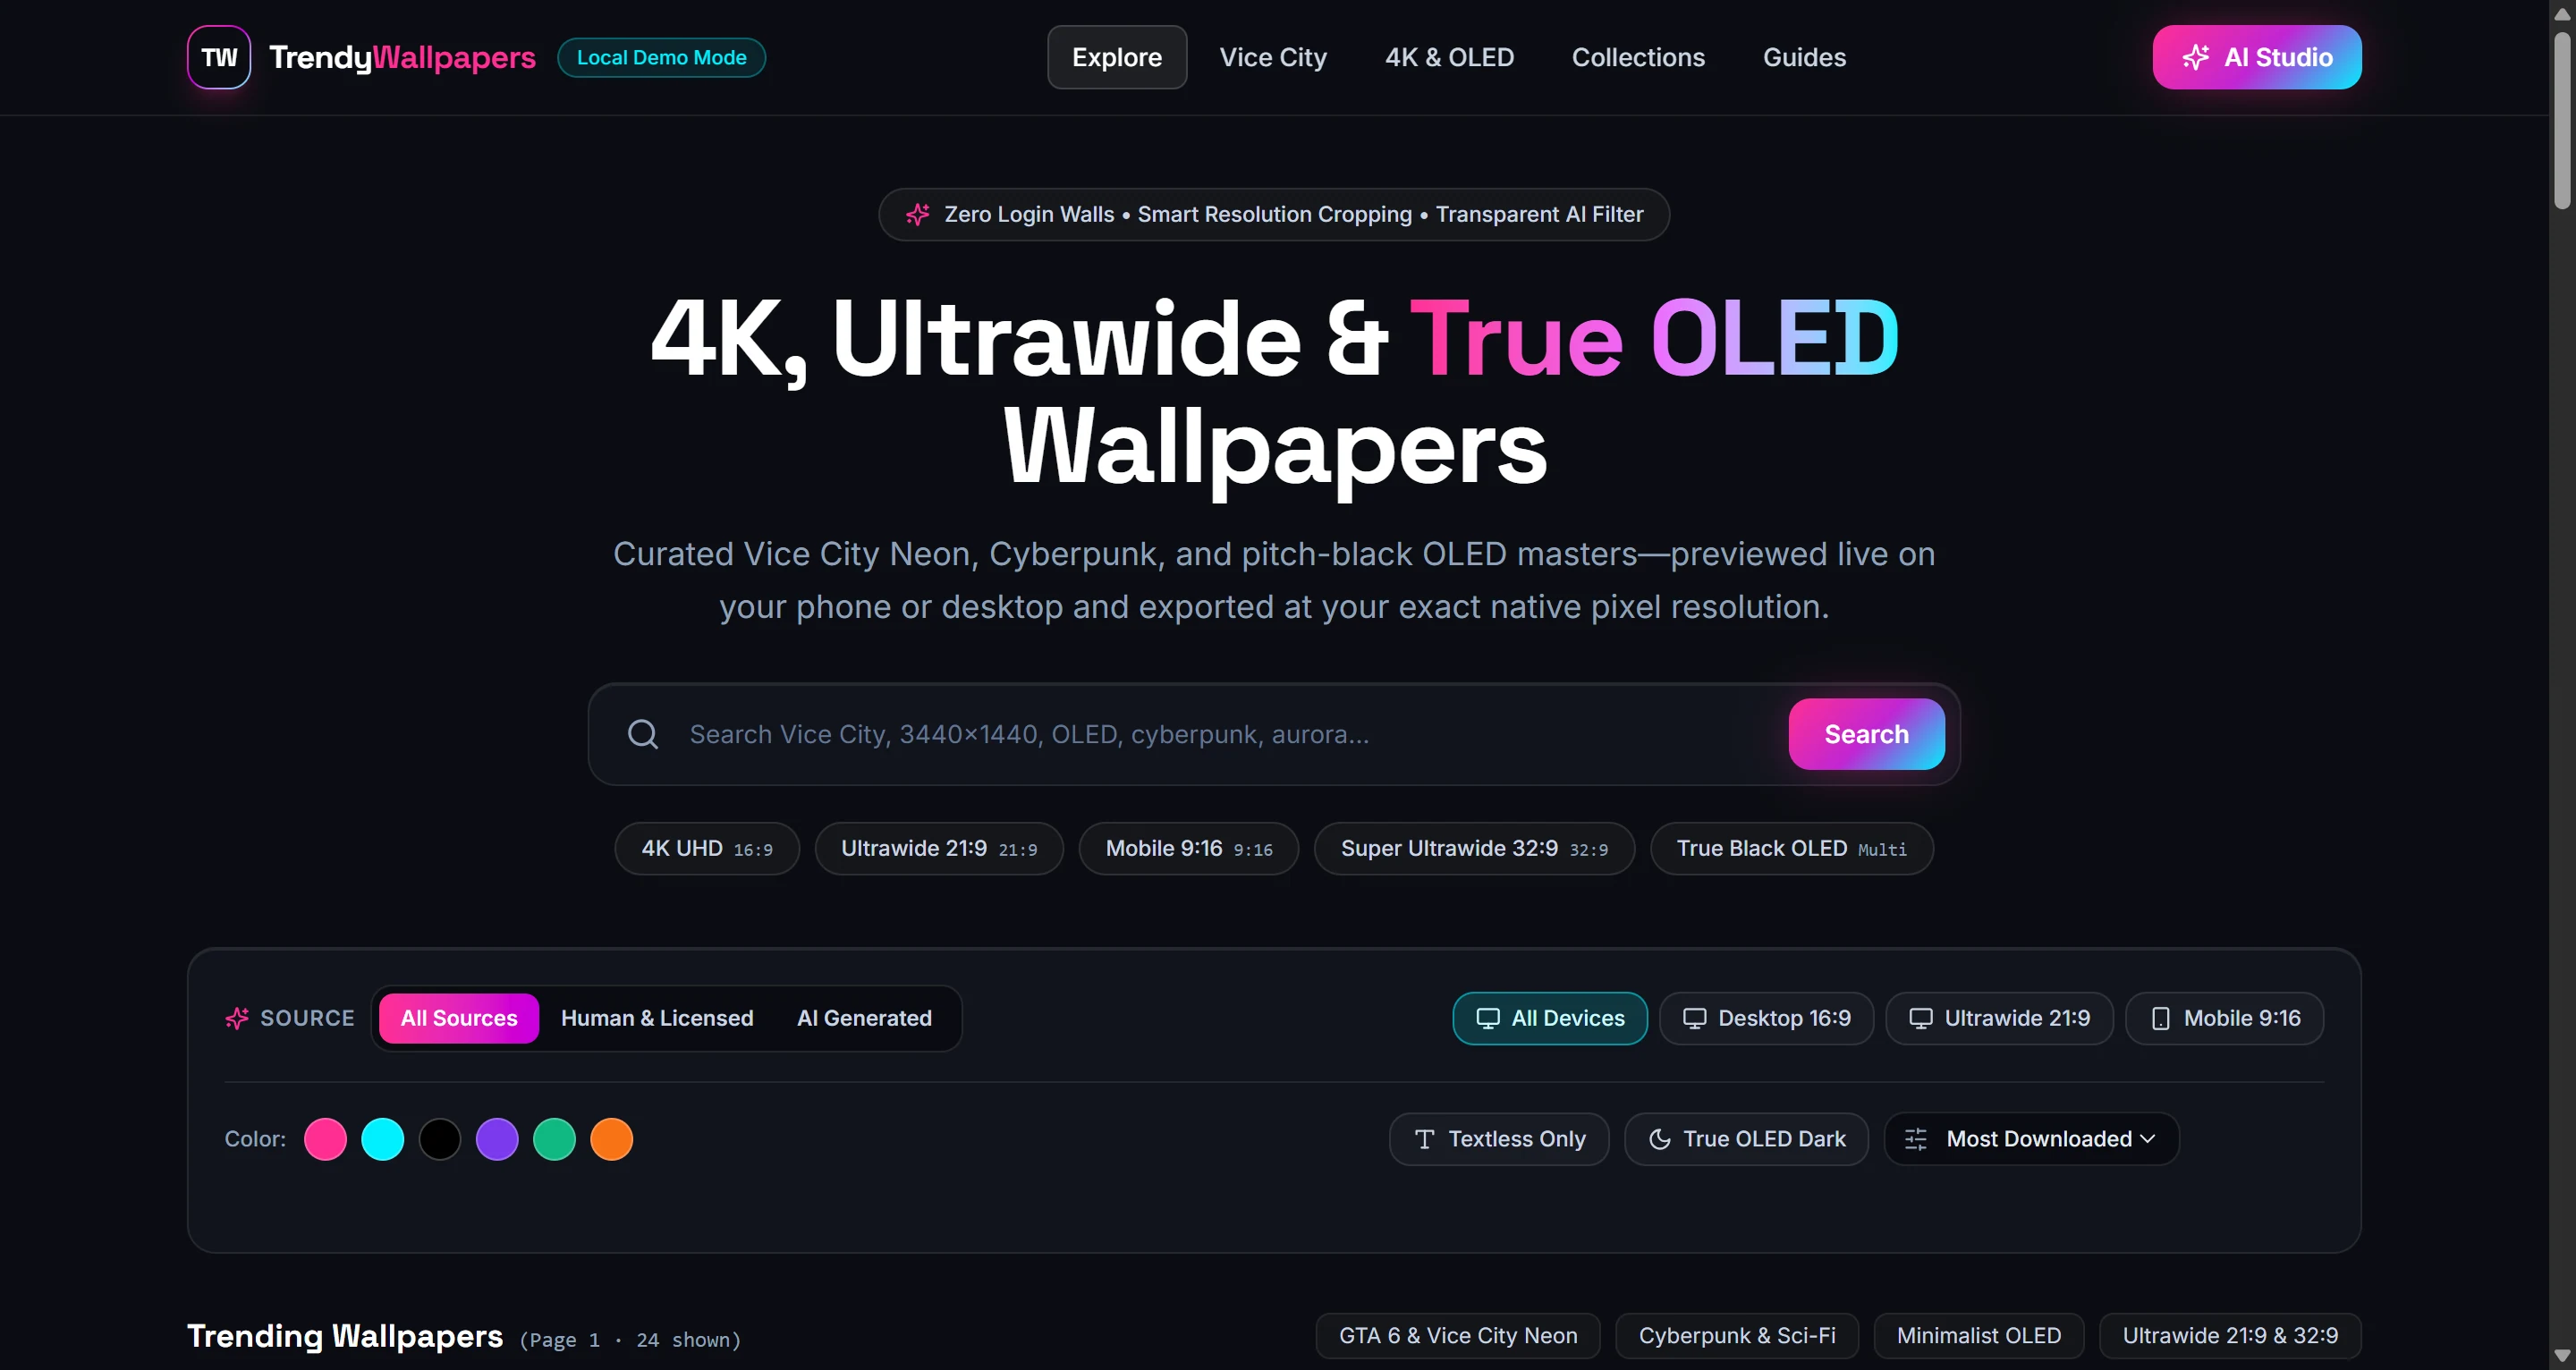 TW TrendyWallpapers Local Demo Mode Explore Vice City 4K & OLED Collections Guides AI Studio
Zero Login Walls • Smart Resolution Cropping • Transparent AI Filter
4K, Ultrawide & True OLED
Wallpapers
Curated Vice City Neon, Cyberpunk, and pitch-black OLED masters—previewed live on
your phone or desktop and exported at your exact native pixel resolution.
Search Vice City, 3440×1440, OLED, cyberpunk, aurora... Search
4K UHD 16:9 Ultrawide 21:9 21:9 Mobile 9:16 9:16 Super Ultrawide 32:9 32:9 True Black OLED Multi
SOURCE All Sources Human & Licensed AI Generated All Devices Desktop 16:9 Ultrawide 21:9 Mobile 9:16
Color: Textless Only True OLED Dark Most Downloaded
Trending Wallpapers (Page 1 · 24 shown) GTA 6 & Vice City Neon Cyberpunk & Sci-Fi Minimalist OLED Ultrawide 21:9 & 32:9